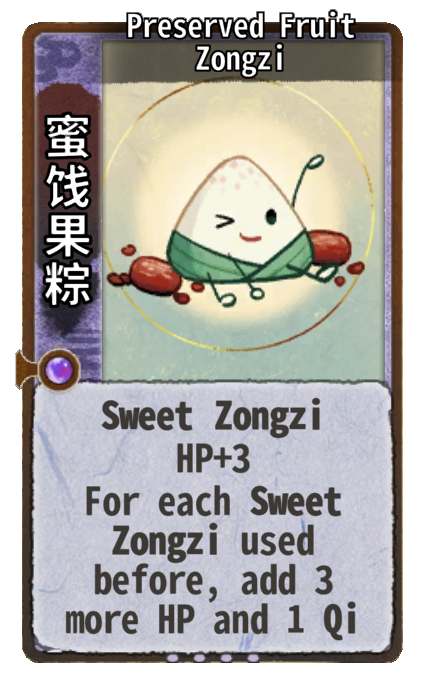 Preserved Fruit
Zongzi
蜜饯果粽
Sweet Zongzi
HP+3
For each Sweet
Zongzi used
before, add 3
more HP and 1 Qi